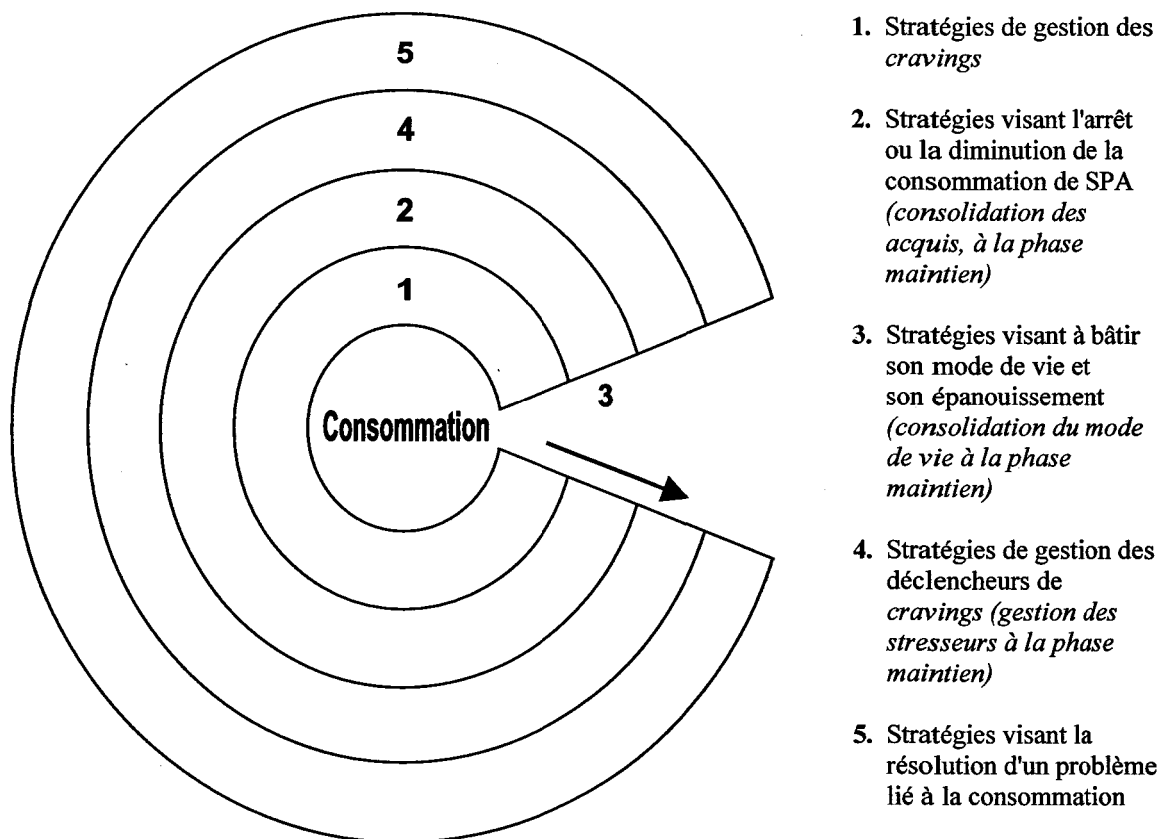 5
4
2
1
3
Consommation
1. Stratégies de gestion des
cravings
2. Stratégies visant l'arrêt
ou la diminution de la
consommation de SPA
(consolidation des
acquis, à la phase
maintien)
3. Stratégies visant à bâtir
son mode de vie et
son épanouissement
(consolidation du mode
de vie à la phase
maintien)
4. Stratégies de gestion des
déclencheurs de
cravings (gestion des
stresseurs à la phase
maintien)
5. Stratégies visant la
résolution d'un problème
lié à la consommation